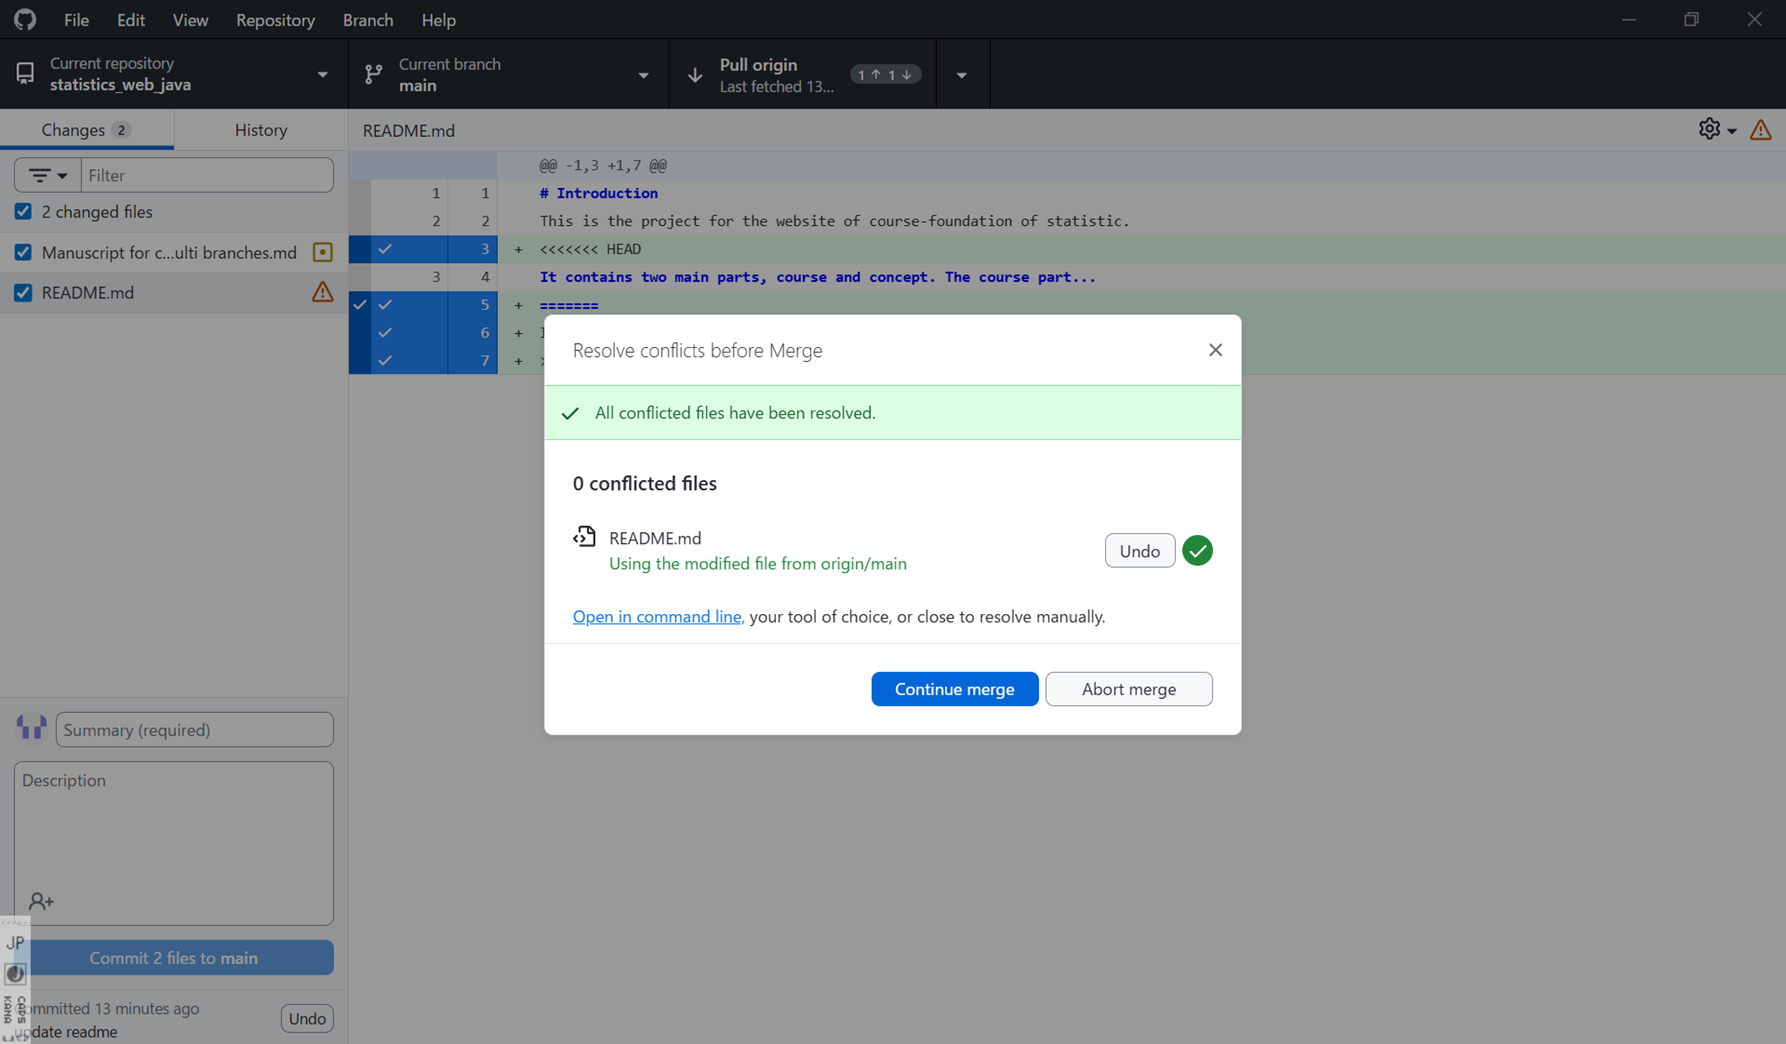 File Edit View Repository Branch Help
Current repository
statistics_web_java
Current branch
main
Pull origin
Last fetched 13...
1 ↑ 1 ↓
Changes 2
History
README.md
Filter
2 changed files
Manuscript for c...ulti branches.md
README.md
@@ -1,3 +1,7 @@
1 1 # Introduction
2 2 This is the project for the website of course-foundation of statistic.
3 + <<<<<<< HEAD
3 4 It contains two main parts, course and concept. The course part...
5 + =======
6 +
7 +
Resolve conflicts before Merge
All conflicted files have been resolved.
0 conflicted files
README.md
Using the modified file from origin/main
Undo
Open in command line, your tool of choice, or close to resolve manually.
Continue merge
Abort merge
Summary (required)
Description
Commit 2 files to main
ommitted 13 minutes ago
update readme
Undo
JP
CAPS
KANA